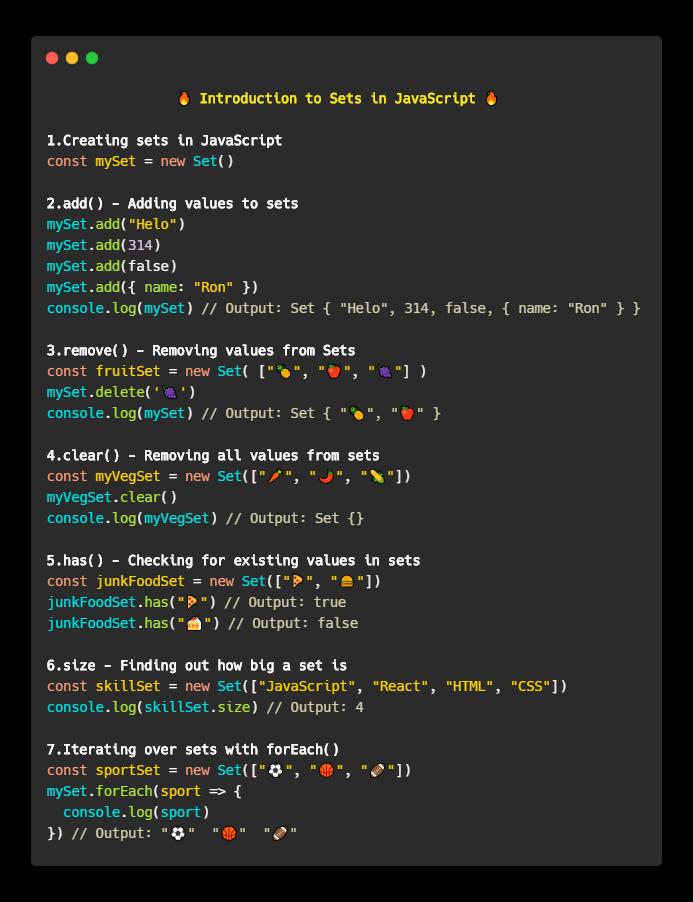 🔥 Introduction to Sets in JavaScript 🔥
1.Creating sets in JavaScript
const mySet = new Set()
2.add() – Adding values to sets
mySet.add("Helo")
mySet.add(314)
mySet.add(false)
mySet.add({ name: "Ron" })
console.log(mySet) // Output: Set { "Helo", 314, false, { name: "Ron" } }
3.remove() – Removing values from Sets
const fruitSet = new Set( ["🍍", "🍎", "🍇"] )
mySet.delete('🍇')
console.log(mySet) // Output: Set { "🍍", "🍎" }
4.clear() – Removing all values from sets
const myVegSet = new Set(["🥕", "🌶", "🌽"])
myVegSet.clear()
console.log(myVegSet) // Output: Set {}
5.has() – Checking for existing values in sets
const junkFoodSet = new Set(["🍕", "🍔"])
junkFoodSet.has("🍕") // Output: true
junkFoodSet.has("🍰") // Output: false
6.size – Finding out how big a set is
const skillSet = new Set(["JavaScript", "React", "HTML", "CSS"])
console.log(skillSet.size) // Output: 4
7.Iterating over sets with forEach()
const sportSet = new Set(["⚽", "🏀", "🏈"])
mySet.forEach(sport => {
  console.log(sport)
}) // Output: "⚽"  "🏀"  "🏈"